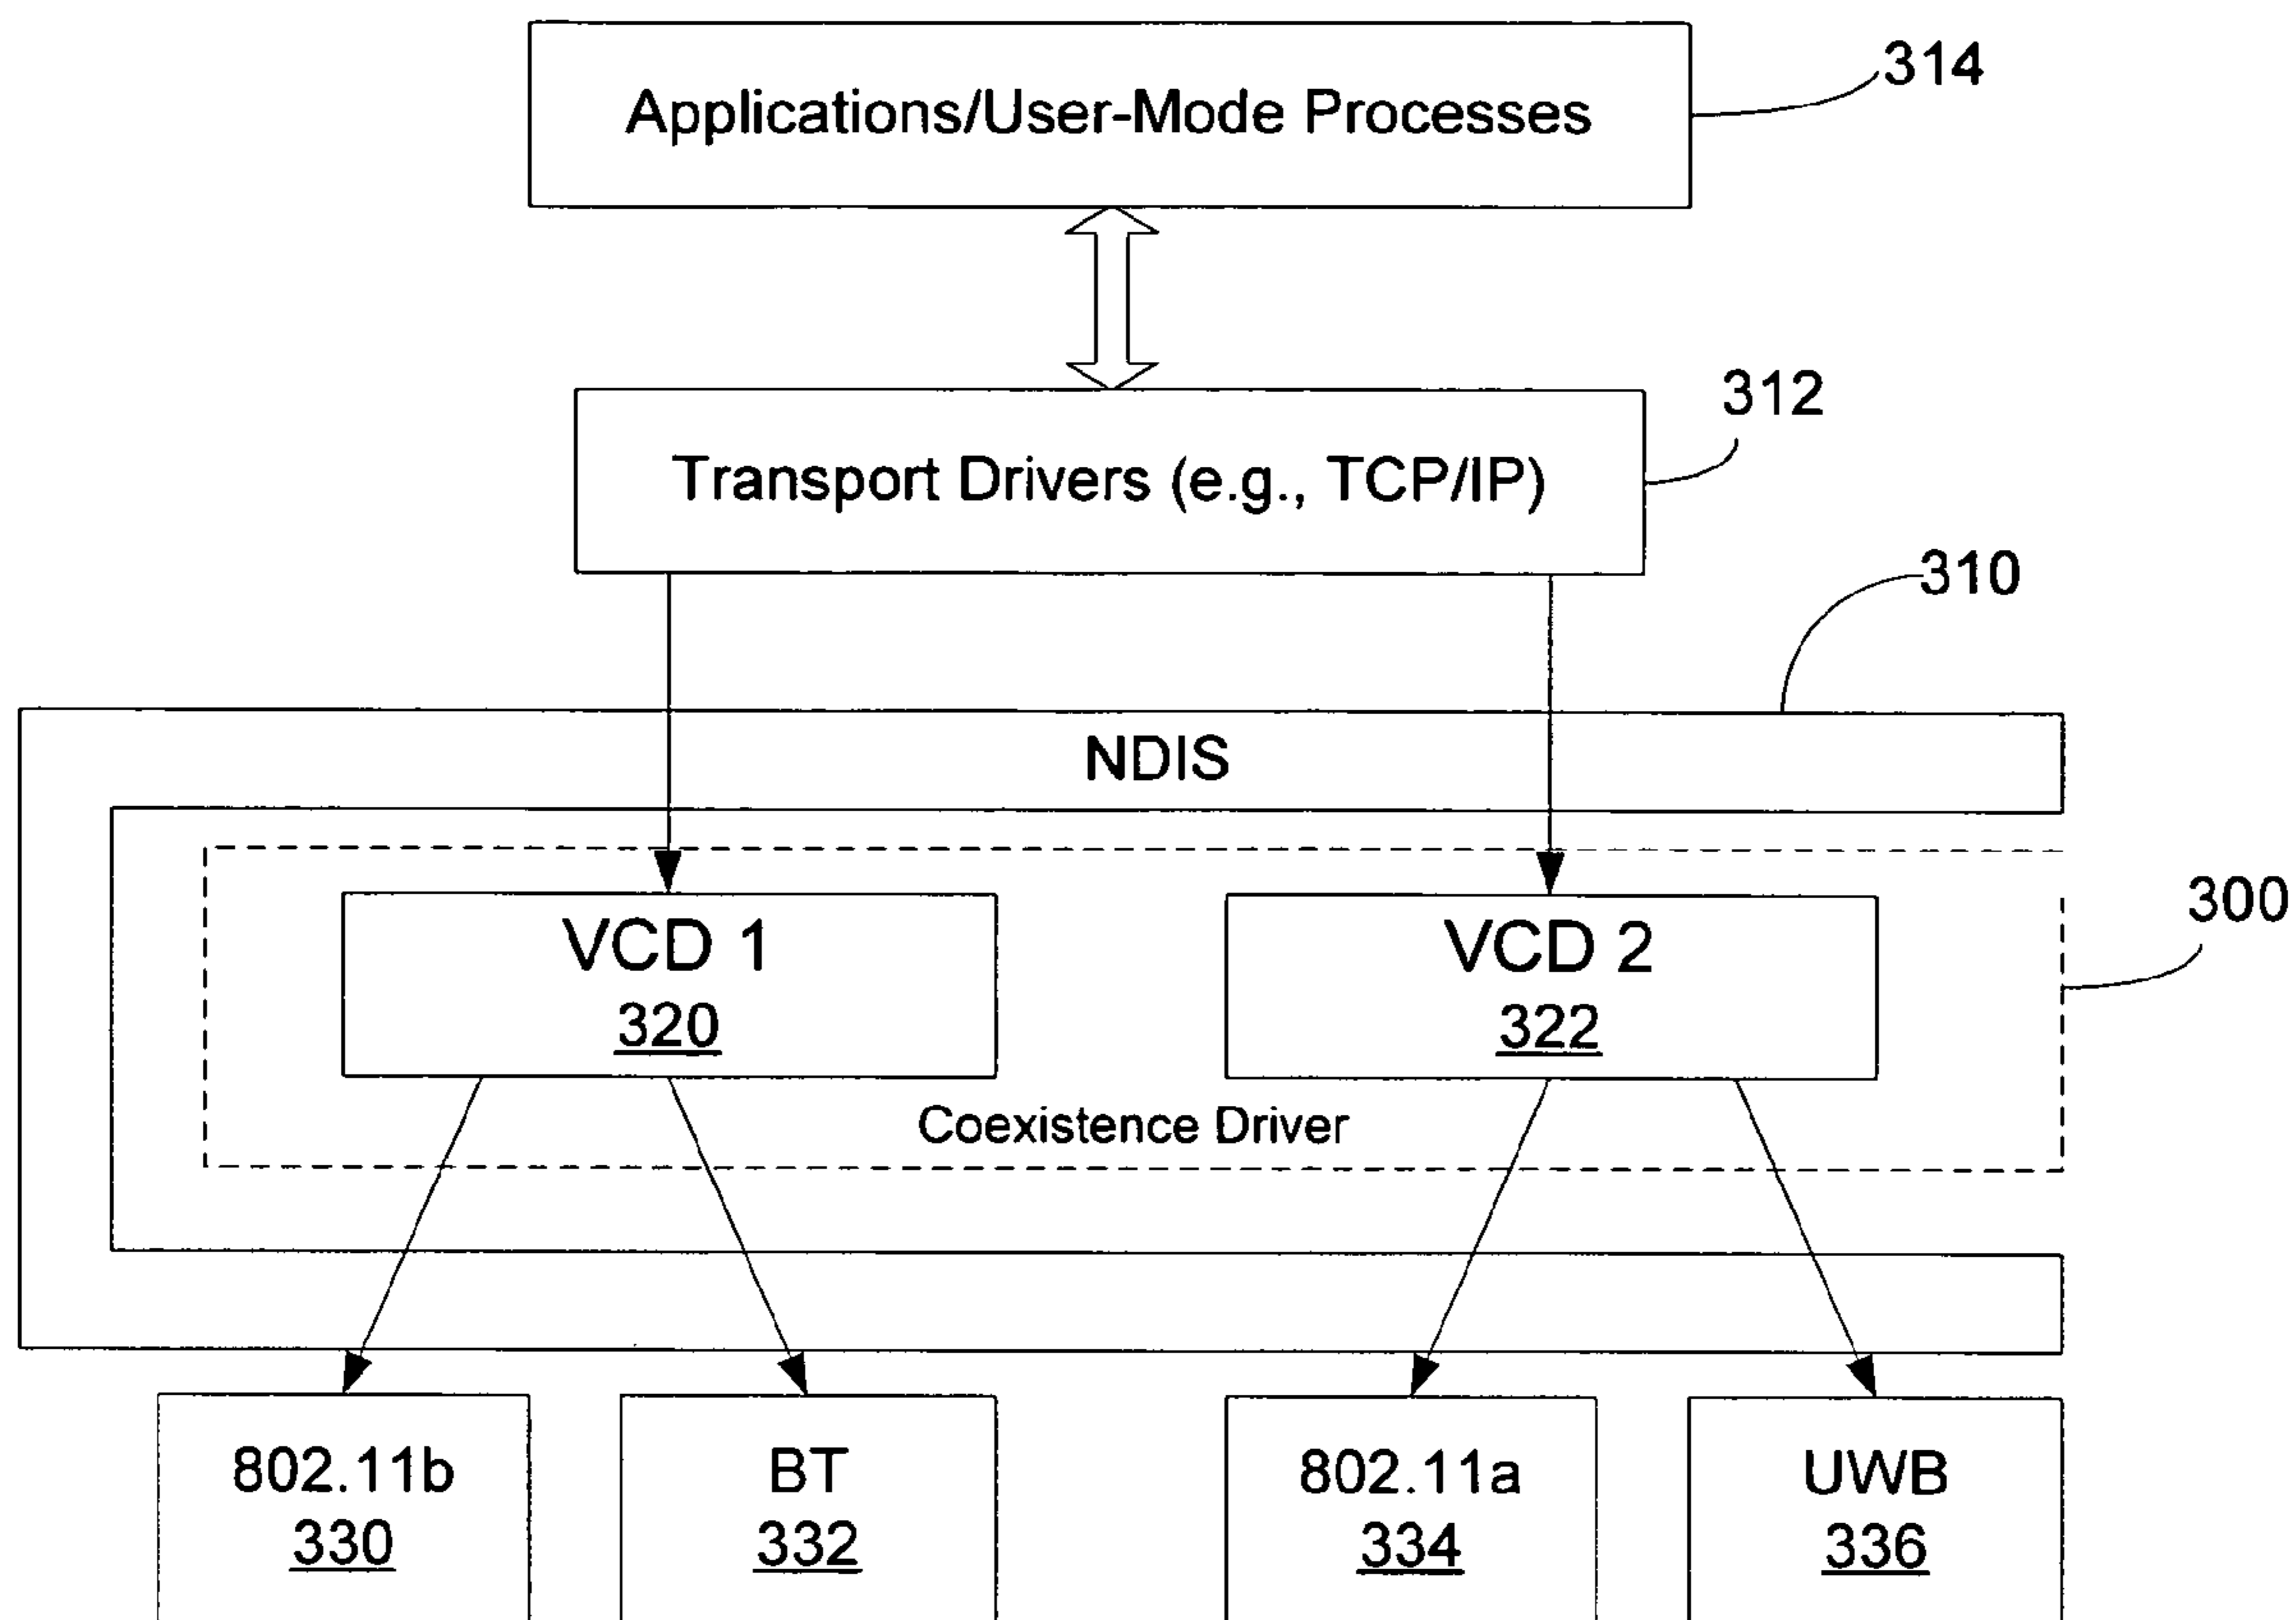 Applications/User-Mode Processes
314
Transport Drivers (e.g., TCP/IP)
312
310
NDIS
300
VCD 1
320
VCD 2
322
Coexistence Driver
802.11b
330
BT
332
802.11a
334
UWB
336